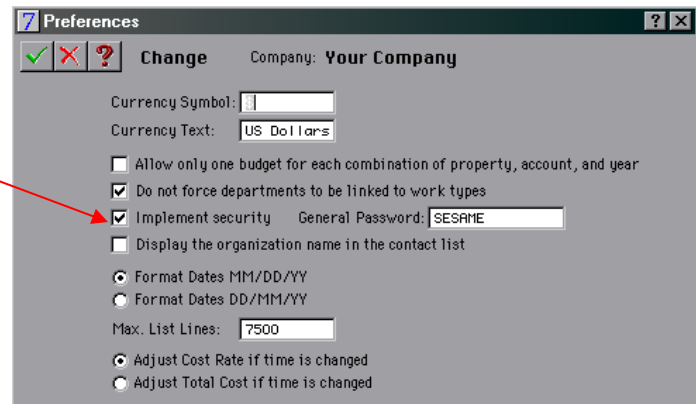 7 Preferences ? X
? Change Company: Your Company
Currency Symbol:
Currency Text: US Dollars
Allow only one budget for each combination of property, account, and year
Do not force departments to be linked to work types
Implement security General Password: SESAME
Display the organization name in the contact list
Format Dates MM/DD/YY
Format Dates DD/MM/YY
Max. List Lines: 7500
Adjust Cost Rate if time is changed
Adjust Total Cost if time is changed